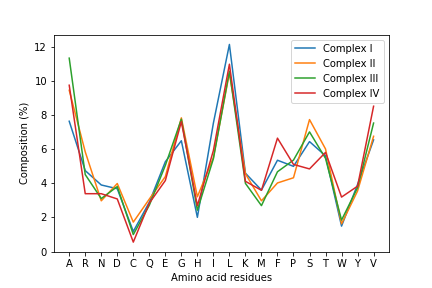 Complex I
Complex II
Complex III
Complex IV
Composition (%)
12
10
8
6
4
2
0
A R N D C Q E G H I L K M F P S T W Y V
Amino acid residues